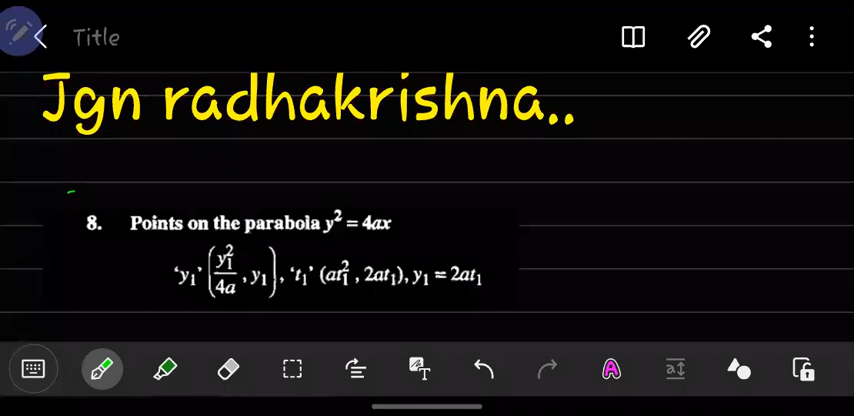 Title
Jgn radhakrishna..
8. Points on the parabola y² = 4ax
'y₁' (y₁²/4a, y₁), 't₁' (at₁², 2at₁), y₁ = 2at₁